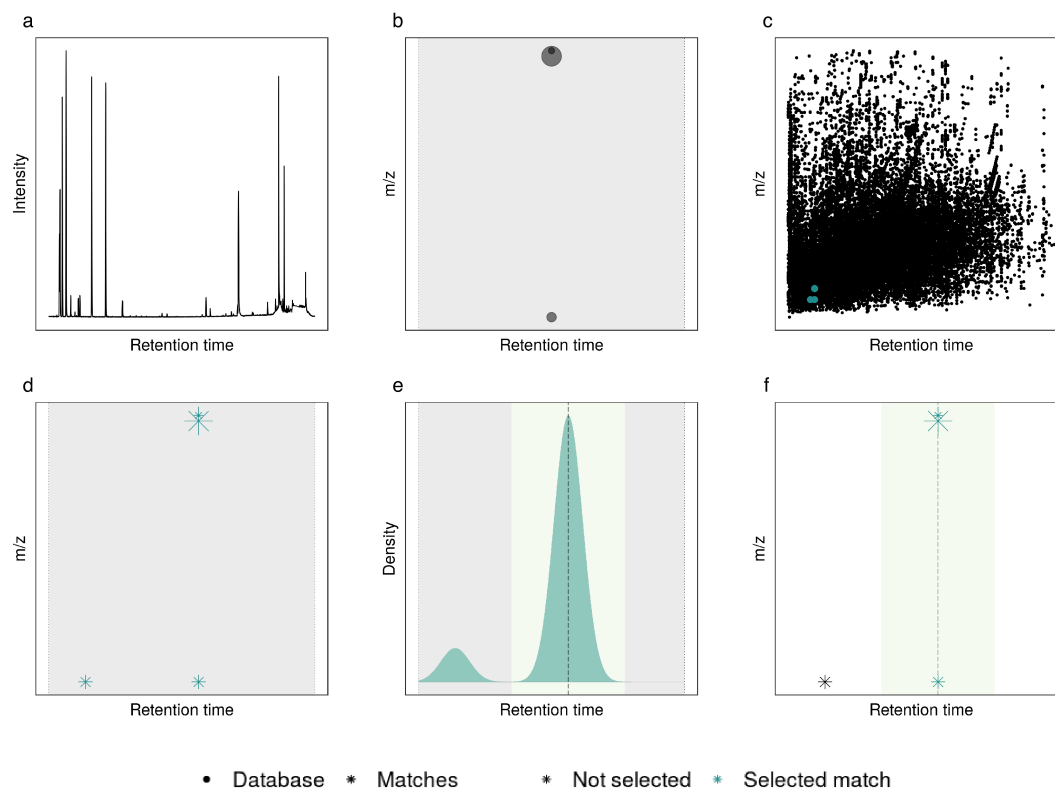 a
b
c
Intensity
m/z
m/z
Retention time
Retention time
Retention time
d
e
f
m/z
Density
m/z
Retention time
Retention time
Retention time
Database
Matches
Not selected
Selected match